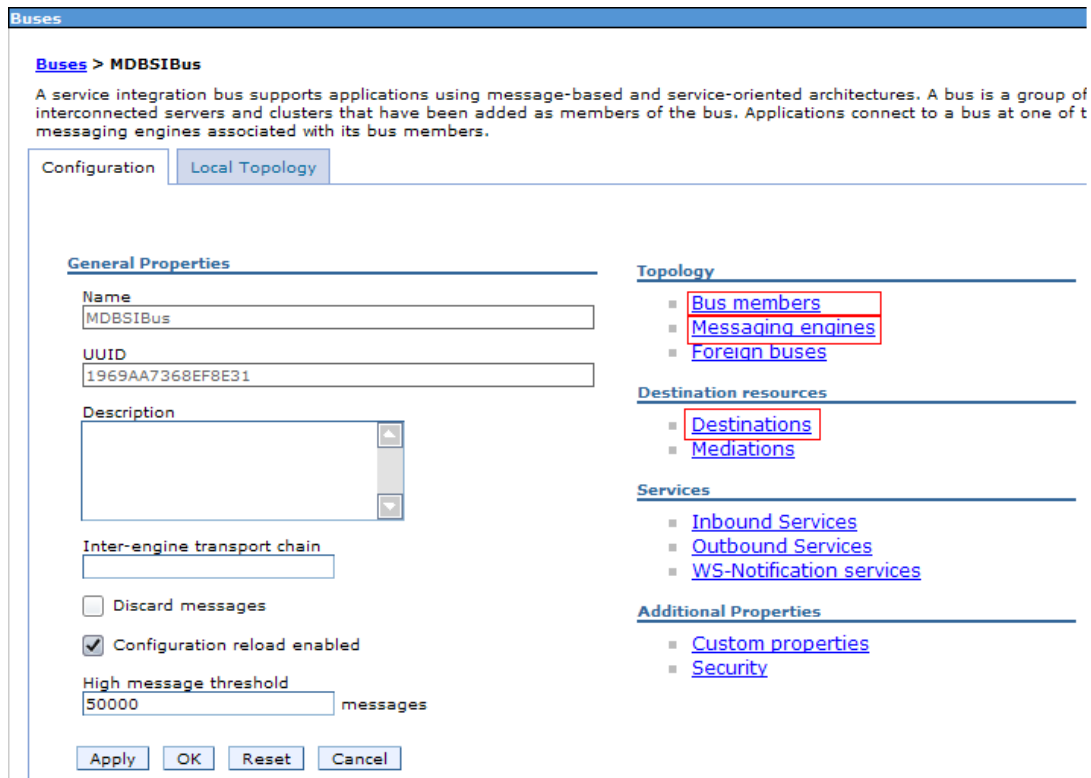 Buses
Buses > MDBSIBus
A service integration bus supports applications using message-based and service-oriented architectures. A bus is a group of
interconnected servers and clusters that have been added as members of the bus. Applications connect to a bus at one of t
messaging engines associated with its bus members.
Configuration
Local Topology
General Properties
Name
MDBSIBus
UUID
1969AA7368EF8E31
Description
Inter-engine transport chain
Discard messages
Configuration reload enabled
High message threshold
50000 messages
Apply OK Reset Cancel
Topology
Bus members
Messaging engines
Foreign buses
Destination resources
Destinations
Mediations
Services
Inbound Services
Outbound Services
WS-Notification services
Additional Properties
Custom properties
Security